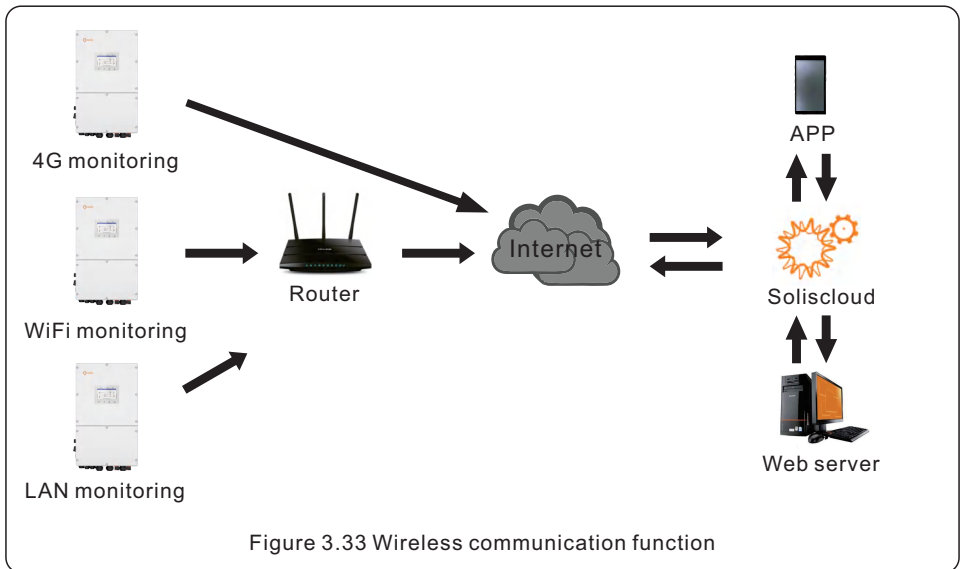 4G monitoring
APP
Internet
Router
Soliscloud
WiFi monitoring
LAN monitoring
Web server
Figure 3.33 Wireless communication function